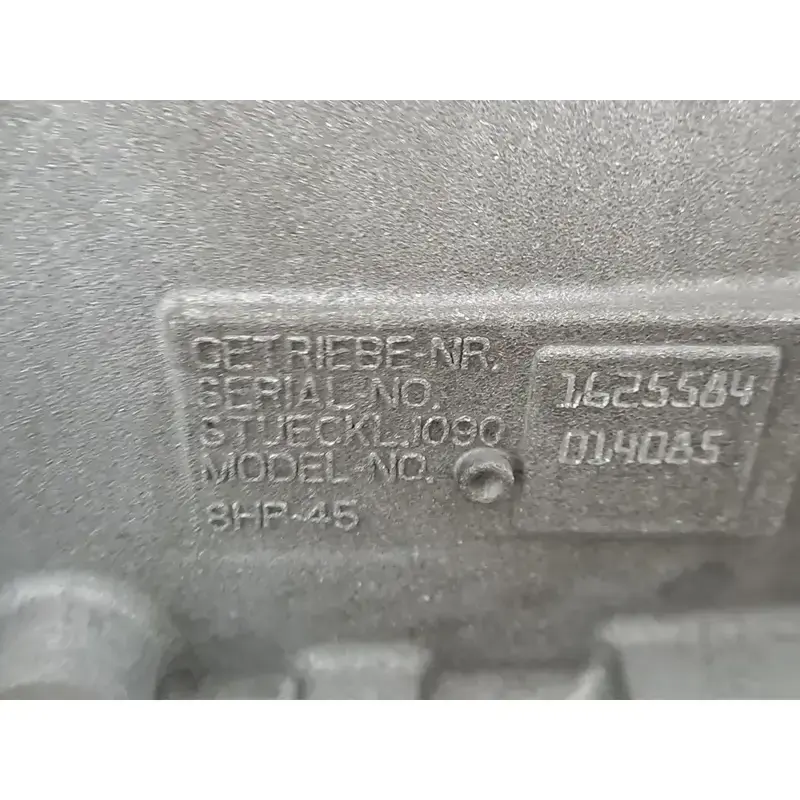 GETRIEBE-NR.
SERIAL-NO.
1625584
STUECKL.1090
MODEL-NO.
014085
8HP-45